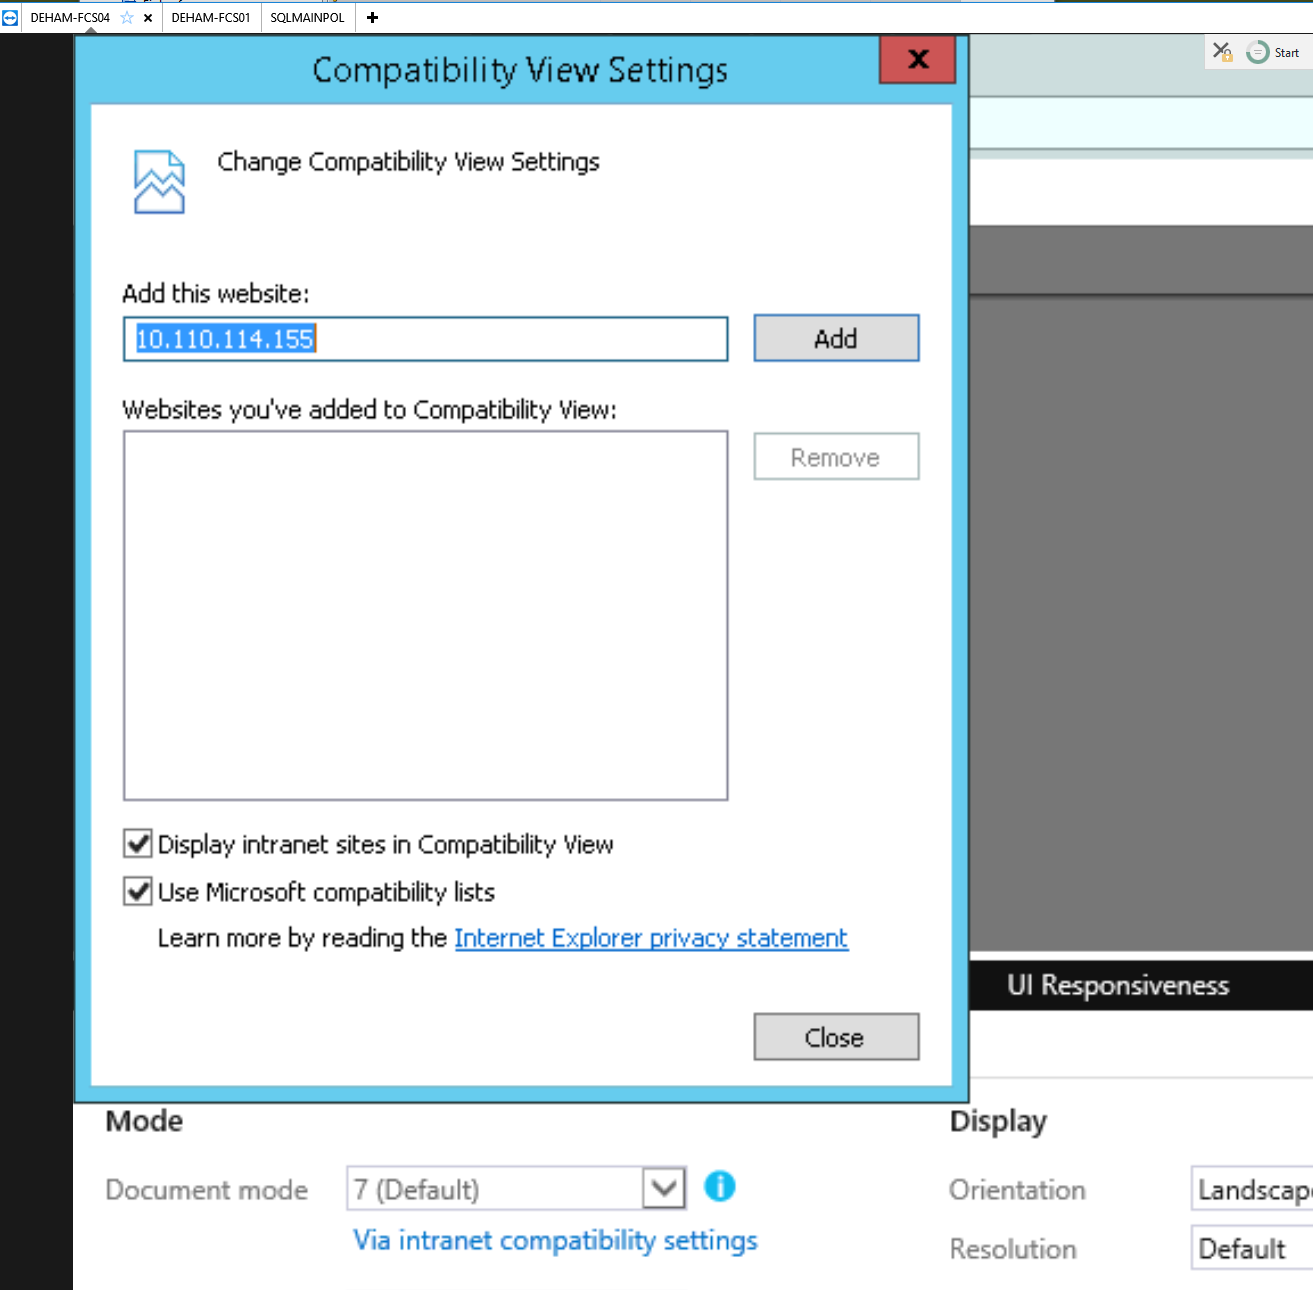 DEHAM-FCS04
DEHAM-FCS01
SQLMAINPOL
Start
Compatibility View Settings
Change Compatibility View Settings
Add this website:
10.110.114.155
Add
Websites you've added to Compatibility View:
Remove
Display intranet sites in Compatibility View
Use Microsoft compatibility lists
Learn more by reading the Internet Explorer privacy statement
UI Responsiveness
Close
Mode
Display
Document mode
7 (Default)
Orientation
Landscape
Via intranet compatibility settings
Resolution
Default